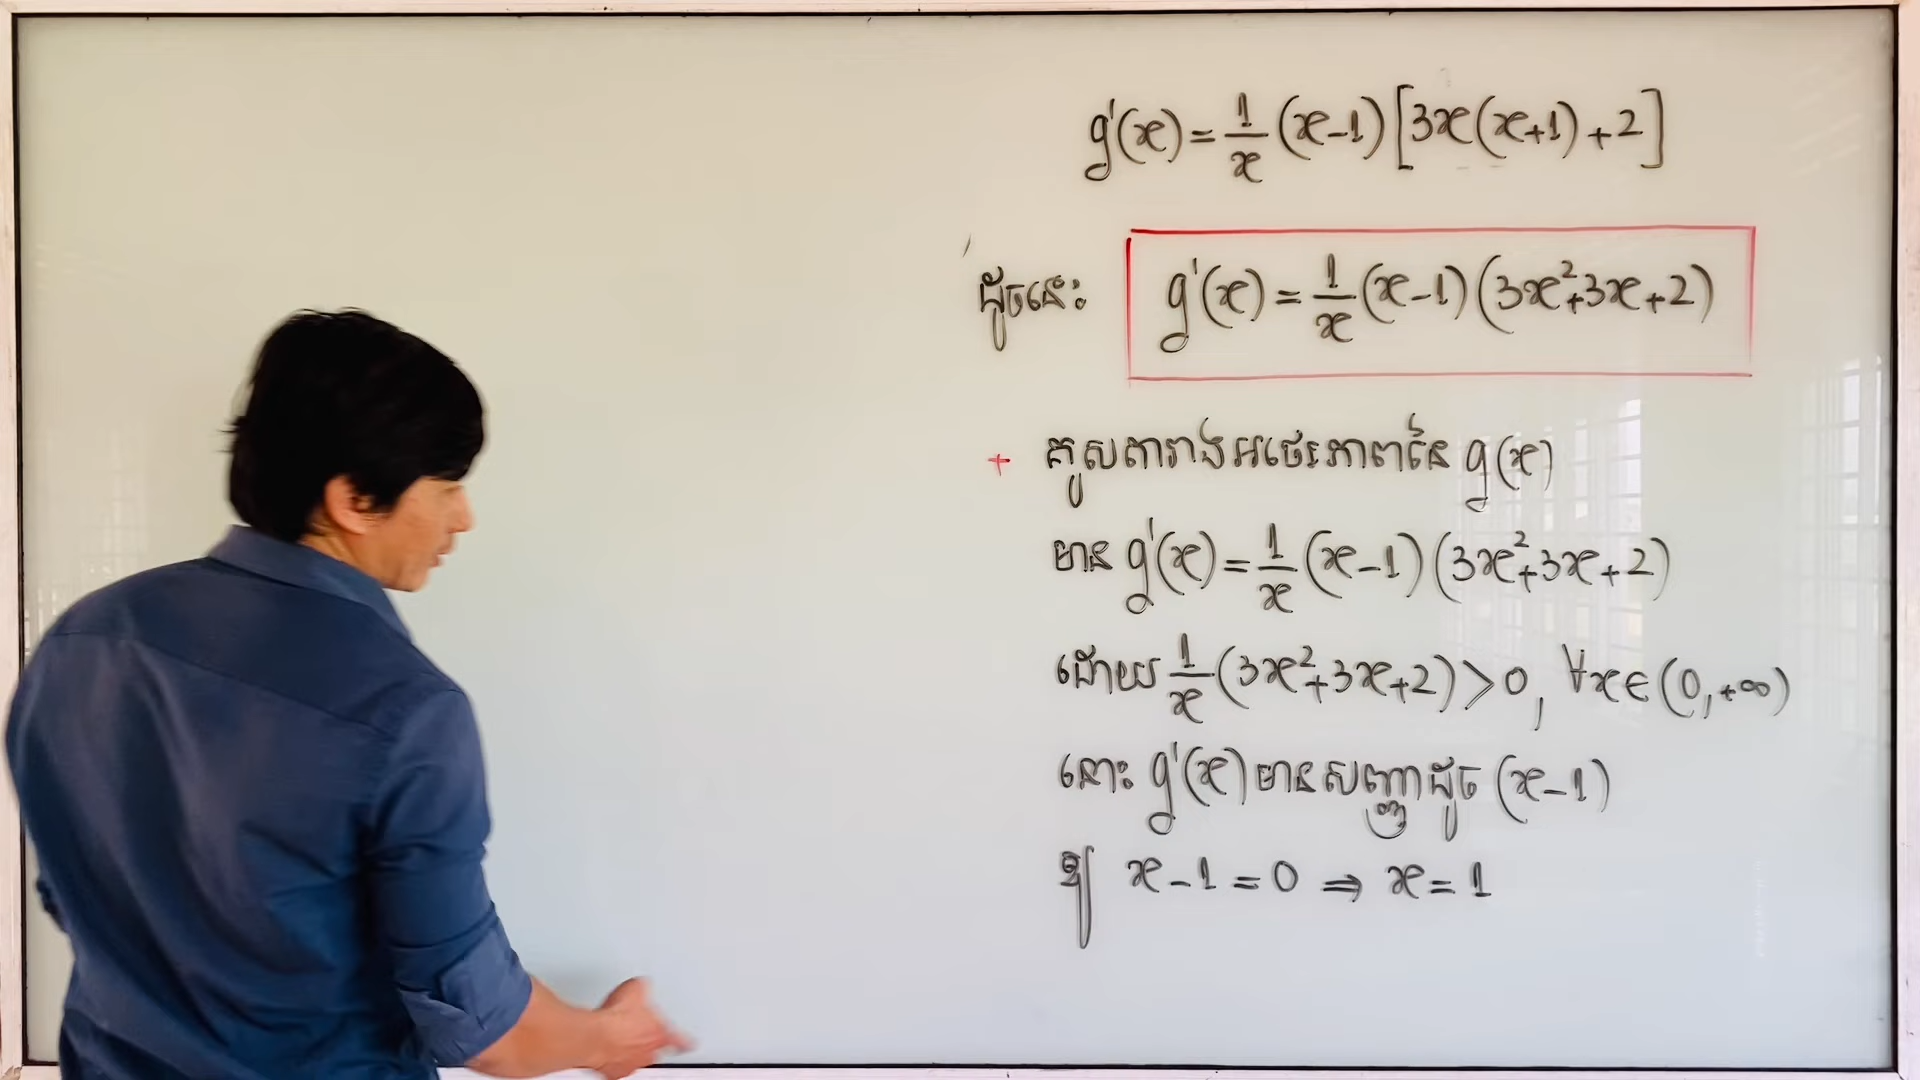 g'(x) = 1/x (x-1)[3x(x+1)+2]
ដូចនេះ g'(x) = 1/x (x-1)(3x²+3x+2)
+ គូសតារាងអថេរភាពនៃ g(x)
មាន g'(x) = 1/x (x-1)(3x²+3x+2)
ដោយ 1/x (3x²+3x+2) > 0, ∀x∈(0,+∞)
នោះ g'(x) មានសញ្ញាដូច (x-1)
ឲ្យ x-1 = 0 ⇒ x = 1